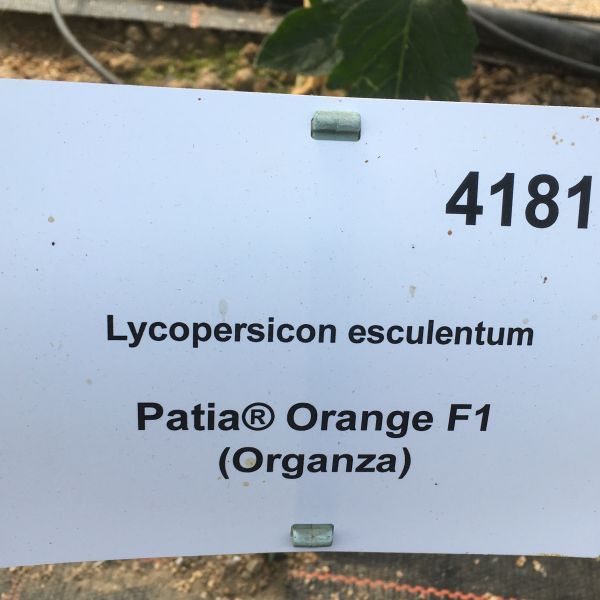 4181
Lycopersicon esculentum
Patia® Orange F1
(Organza)